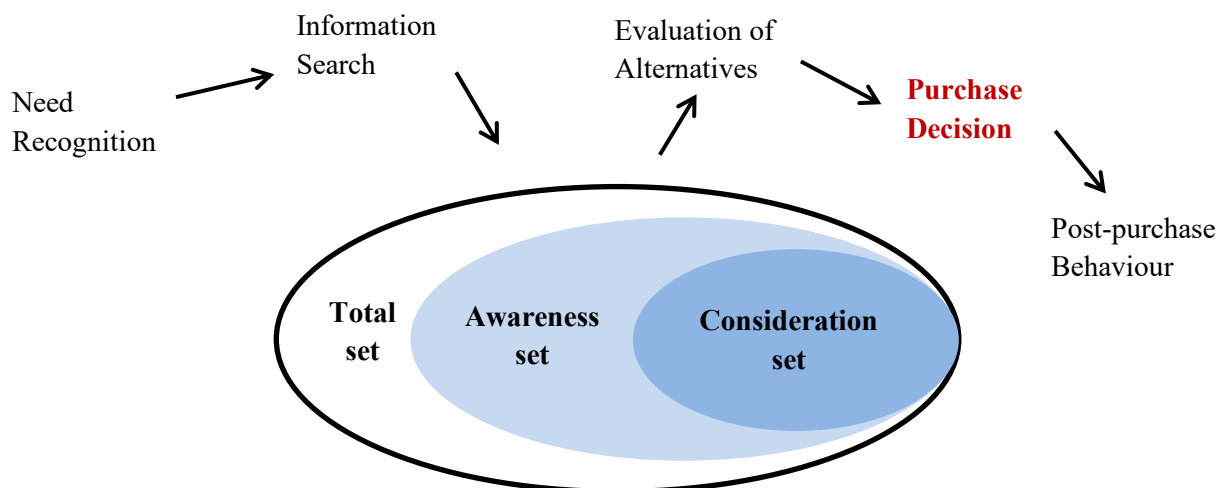 Need
Recognition
Information
Search
Evaluation of
Alternatives
Purchase
Decision
Post-purchase
Behaviour
Total
set
Awareness
set
Consideration
set